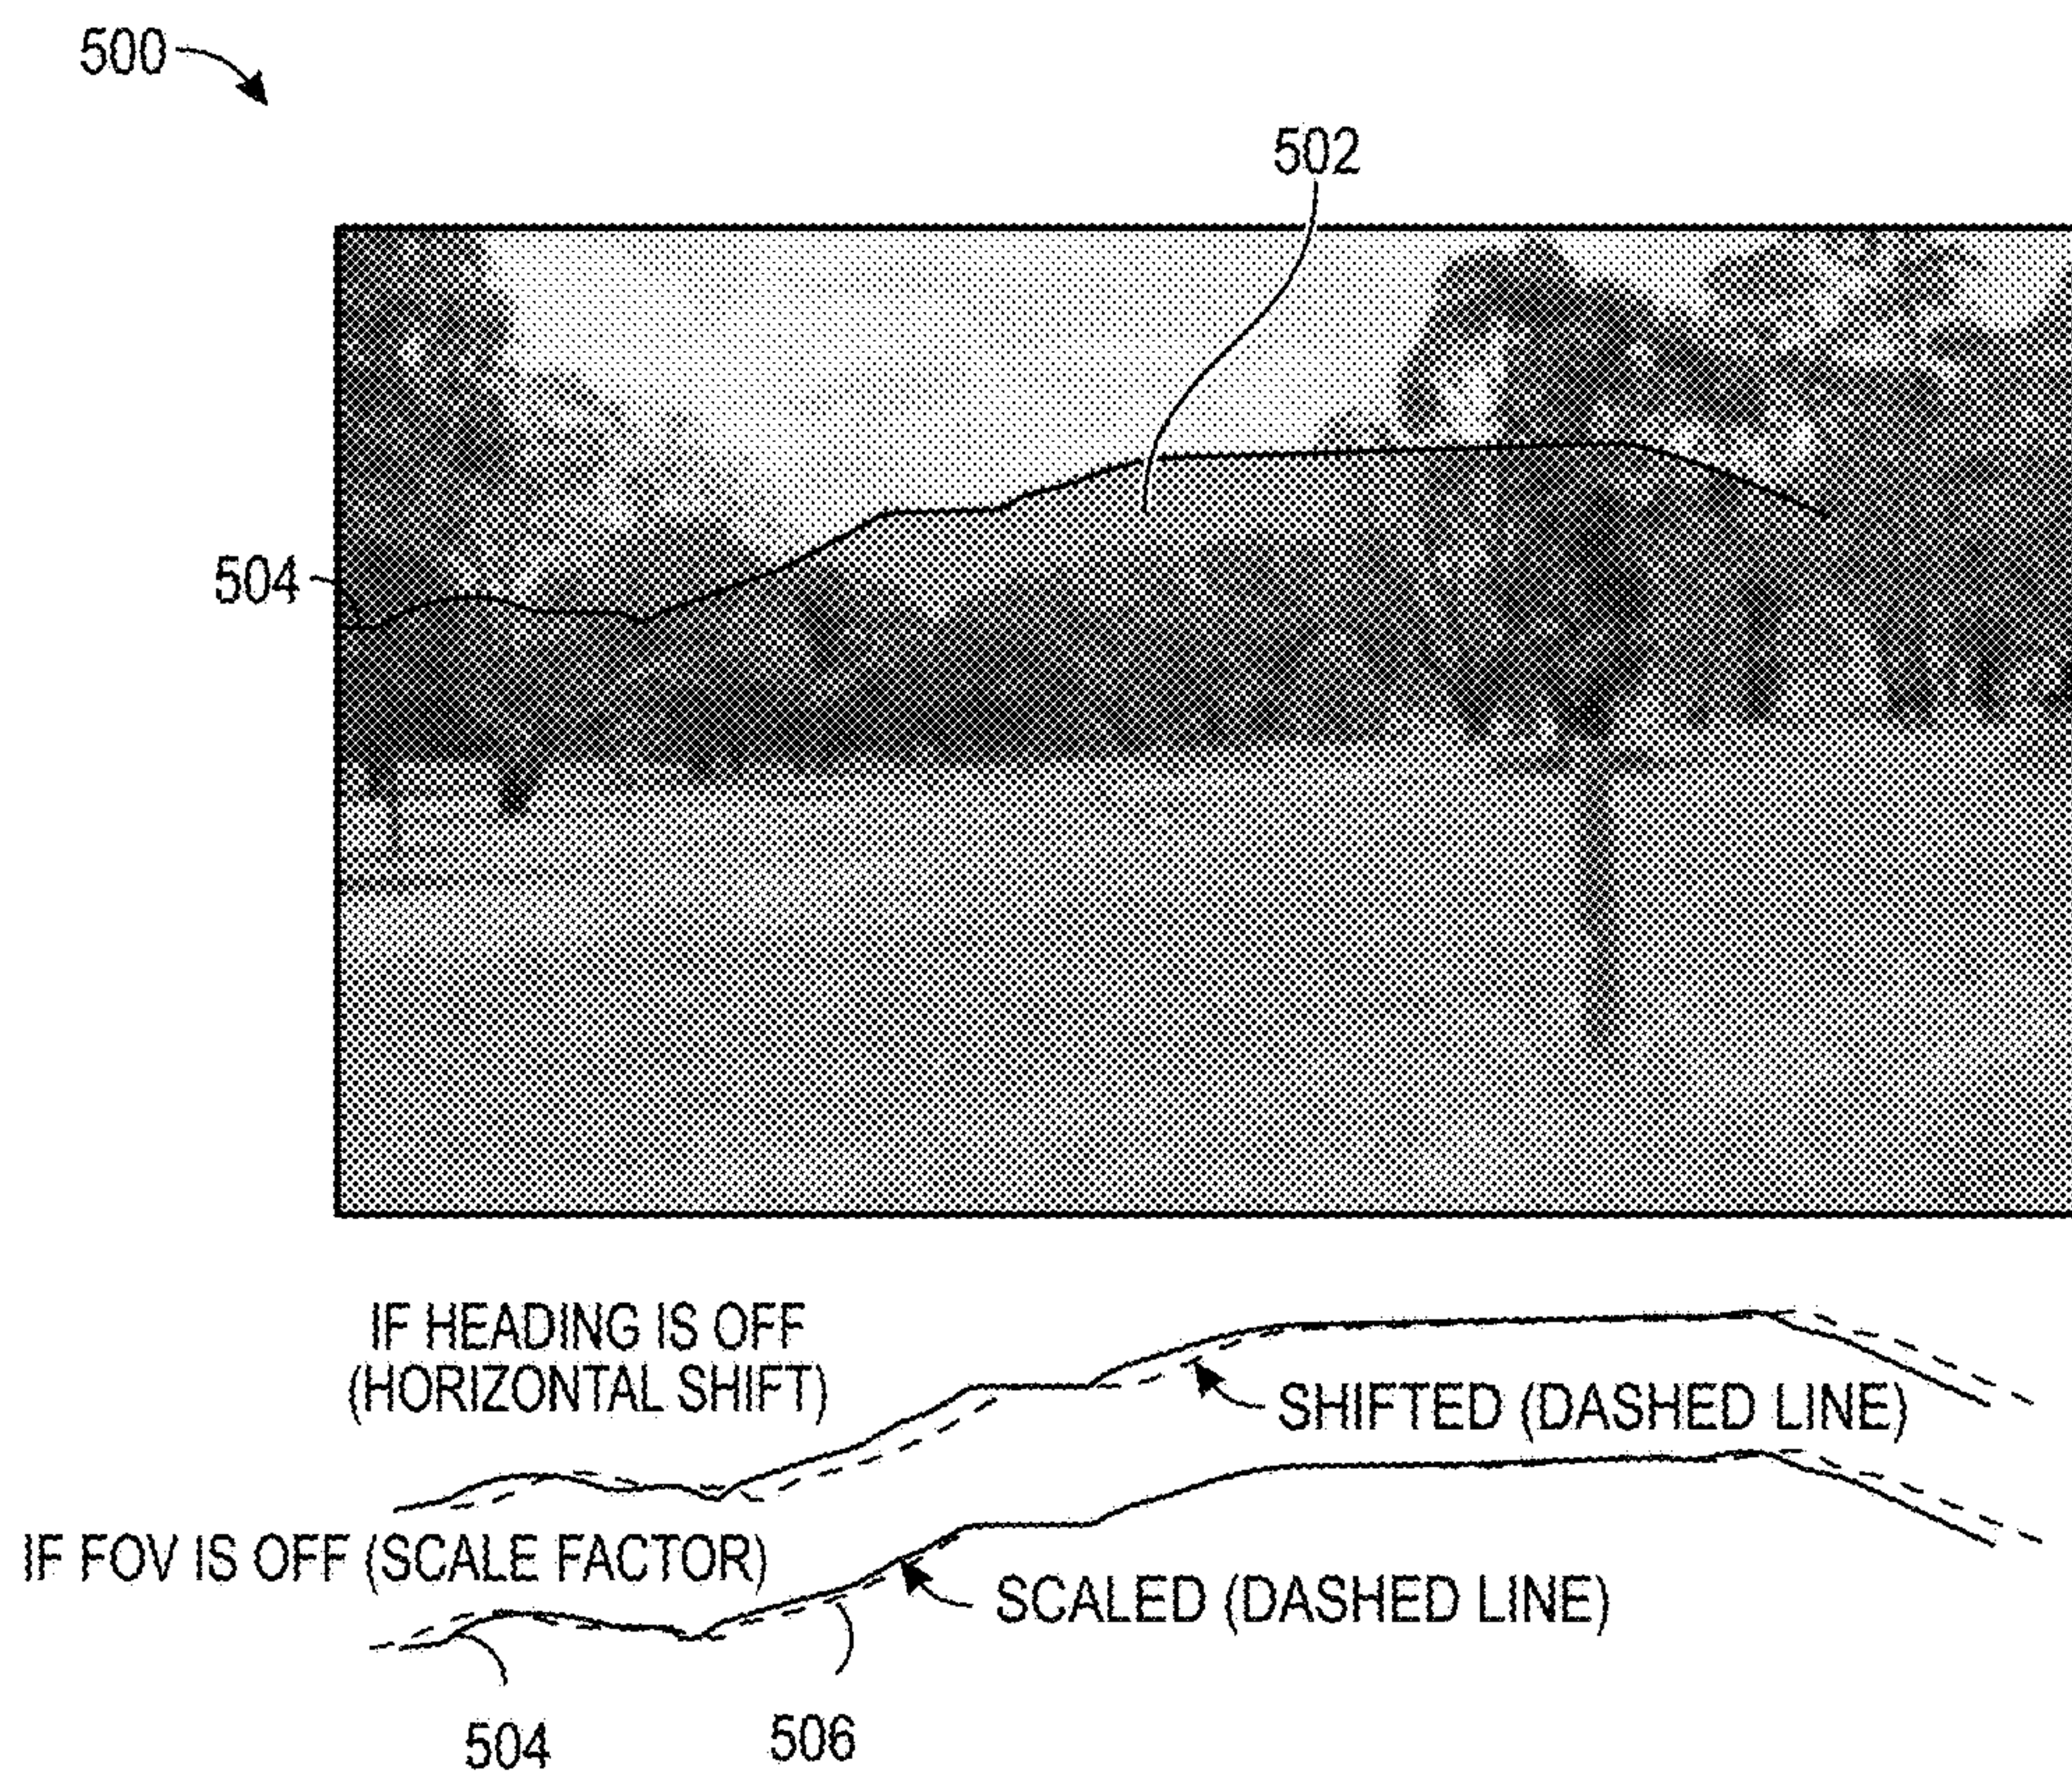 500
502
504
IF HEADING IS OFF
(HORIZONTAL SHIFT)
SHIFTED (DASHED LINE)
IF FOV IS OFF (SCALE FACTOR)
SCALED (DASHED LINE)
504
506